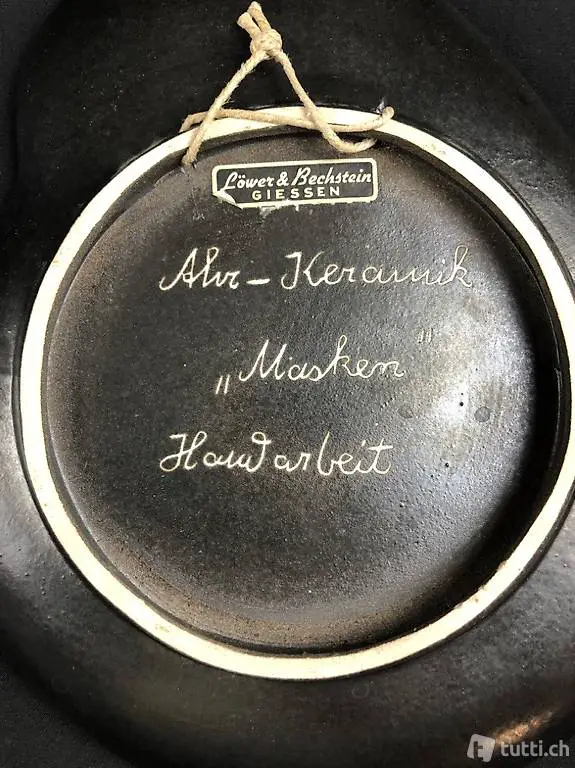 Löwer & Bechstein
GIESSEN
Ahr-Keramik
„Masken"
Handarbeit
tutti.ch